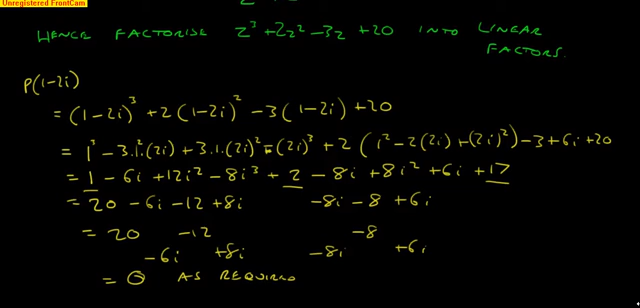 Unregistered FrontCam
HENCE FACTORISE z³ + 2z² − 3z + 20 INTO LINEAR
FACTORS.
P(1−2i)
= (1−2i)³ + 2(1−2i)² − 3(1−2i) + 20
= 1³ − 3.1².(2i) + 3.1.(2i)² − (2i)³ + 2(1² − 2(2i) + (2i)²) − 3 + 6i + 20
= 1 − 6i + 12i² − 8i³ + 2 − 8i + 8i² + 6i + 17
= 20 − 6i − 12 + 8i − 8i − 8 + 6i
= 20 − 12 − 8
− 6i + 8i − 8i + 6i
= 0 AS REQUIRED